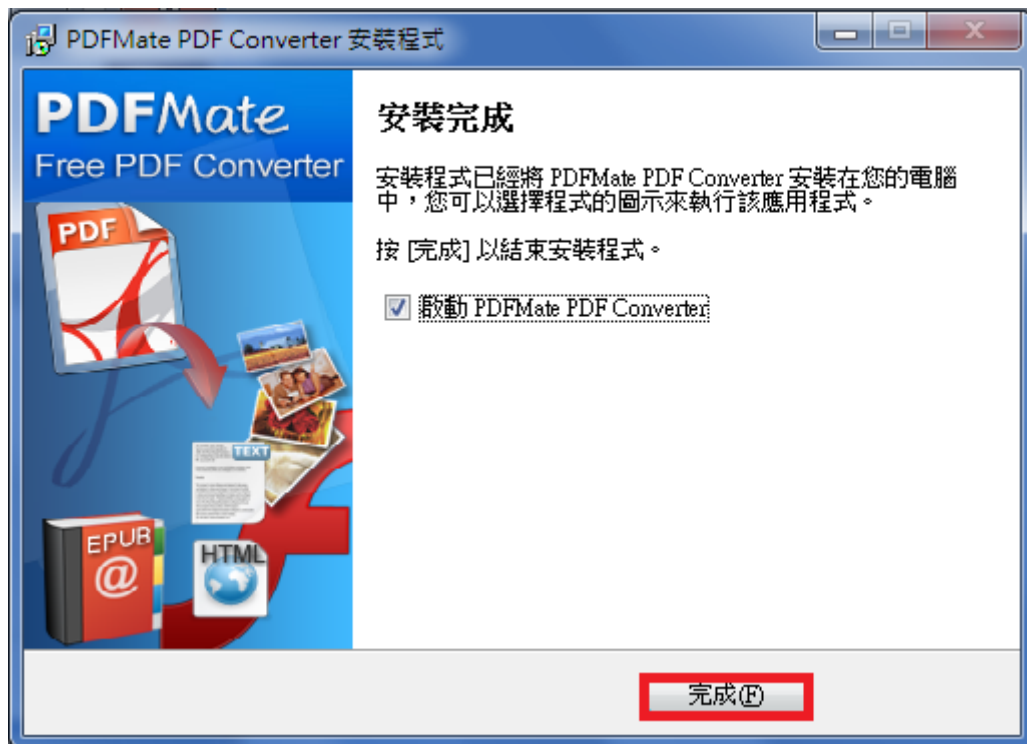 PDFMate PDF Converter 安裝程式
PDFMate
Free PDF Converter
PDF
TEXT
EPUB
@
HTML
安裝完成
安裝程式已經將 PDFMate PDF Converter 安裝在您的電腦
中，您可以選擇程式的圖示來執行該應用程式。
按 [完成] 以結束安裝程式。
啟動 PDFMate PDF Converter
完成(F)